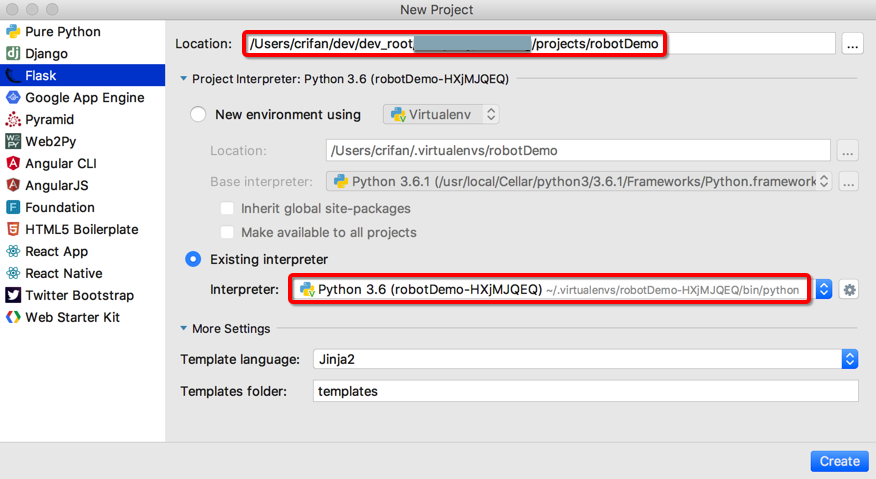 New Project
Pure Python
Django
Flask
Google App Engine
Pyramid
Web2Py
Angular CLI
AngularJS
Foundation
HTML5 Boilerplate
React App
React Native
Twitter Bootstrap
Web Starter Kit
Location: /Users/crifan/dev/dev_root /projects/robotDemo ...
Project Interpreter: Python 3.6 (robotDemo-HXjMJQEQ)
New environment using Virtualenv
Location: /Users/crifan/.virtualenvs/robotDemo ...
Base interpreter: Python 3.6.1 (/usr/local/Cellar/python3/3.6.1/Frameworks/Python.framework ...
Inherit global site-packages
Make available to all projects
Existing interpreter
Interpreter: Python 3.6 (robotDemo-HXjMJQEQ) ~/.virtualenvs/robotDemo-HXjMJQEQ/bin/python
More Settings
Template language: Jinja2
Templates folder: templates
Create